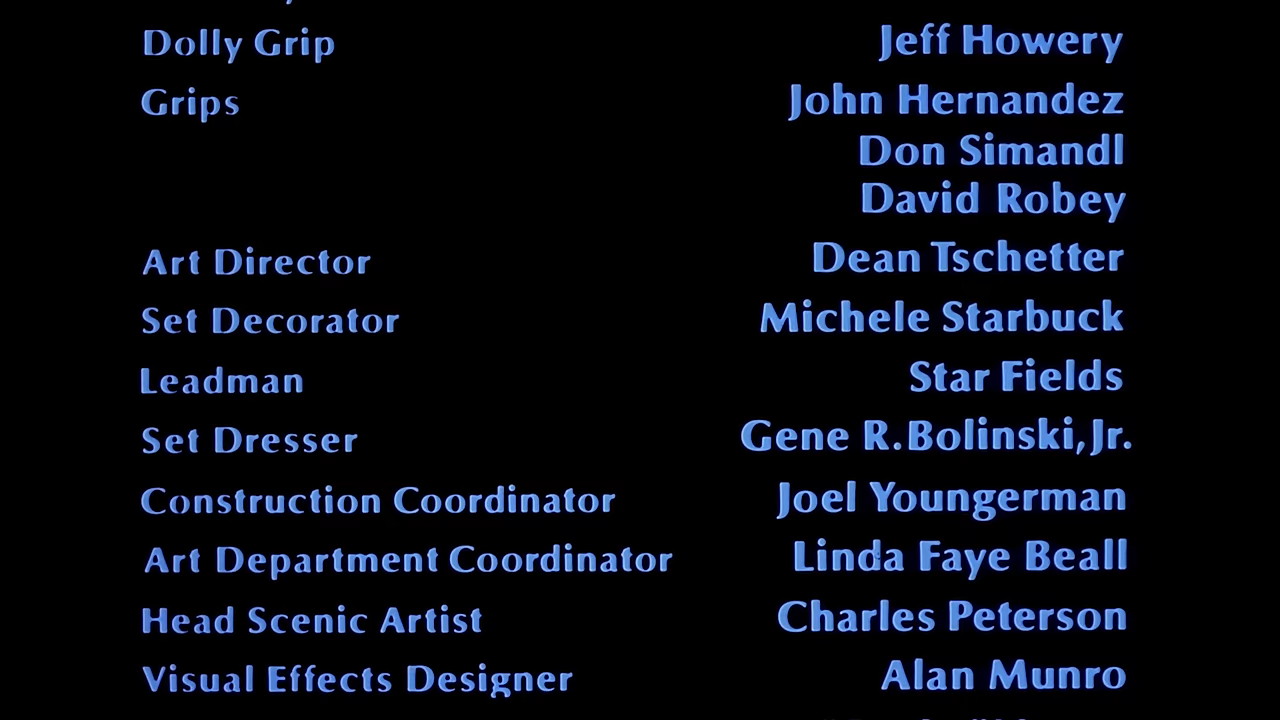 Dolly Grip Jeff Howery
Grips John Hernandez
Don Simandl
David Robey
Art Director Dean Tschetter
Set Decorator Michele Starbuck
Leadman Star Fields
Set Dresser Gene R. Bolinski, Jr.
Construction Coordinator Joel Youngerman
Art Department Coordinator Linda Faye Beall
Head Scenic Artist Charles Peterson
Visual Effects Designer Alan Munro